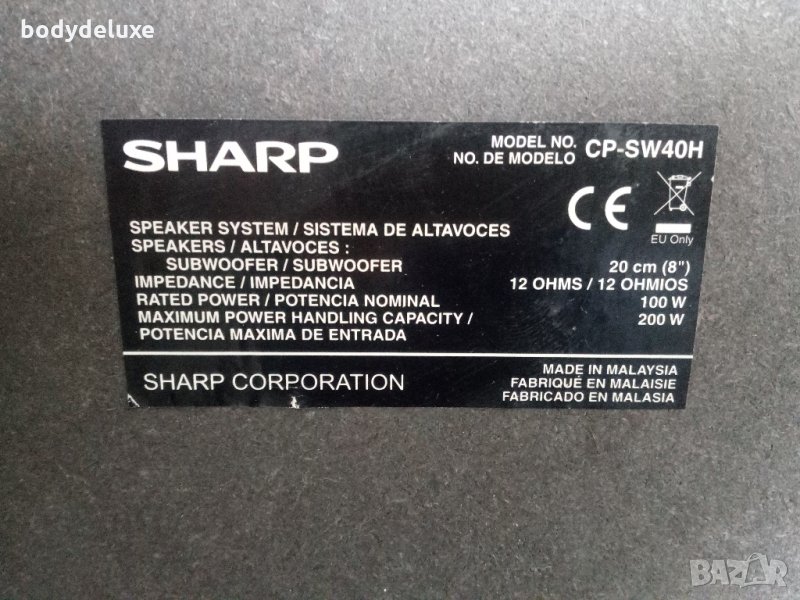 bodydeluxe
SHARP
MODEL NO.
NO. DE MODELO
CP-SW40H
CE
EU Only
SPEAKER SYSTEM / SISTEMA DE ALTAVOCES
SPEAKERS / ALTAVOCES :
SUBWOOFER / SUBWOOFER 20 cm (8")
IMPEDANCE / IMPEDANCIA 12 OHMS / 12 OHMIOS
RATED POWER / POTENCIA NOMINAL 100 W
MAXIMUM POWER HANDLING CAPACITY / 200 W
POTENCIA MAXIMA DE ENTRADA
SHARP CORPORATION
MADE IN MALAYSIA
FABRIQUÉ EN MALAISIE
FABRICADO EN MALASIA
BAZAR